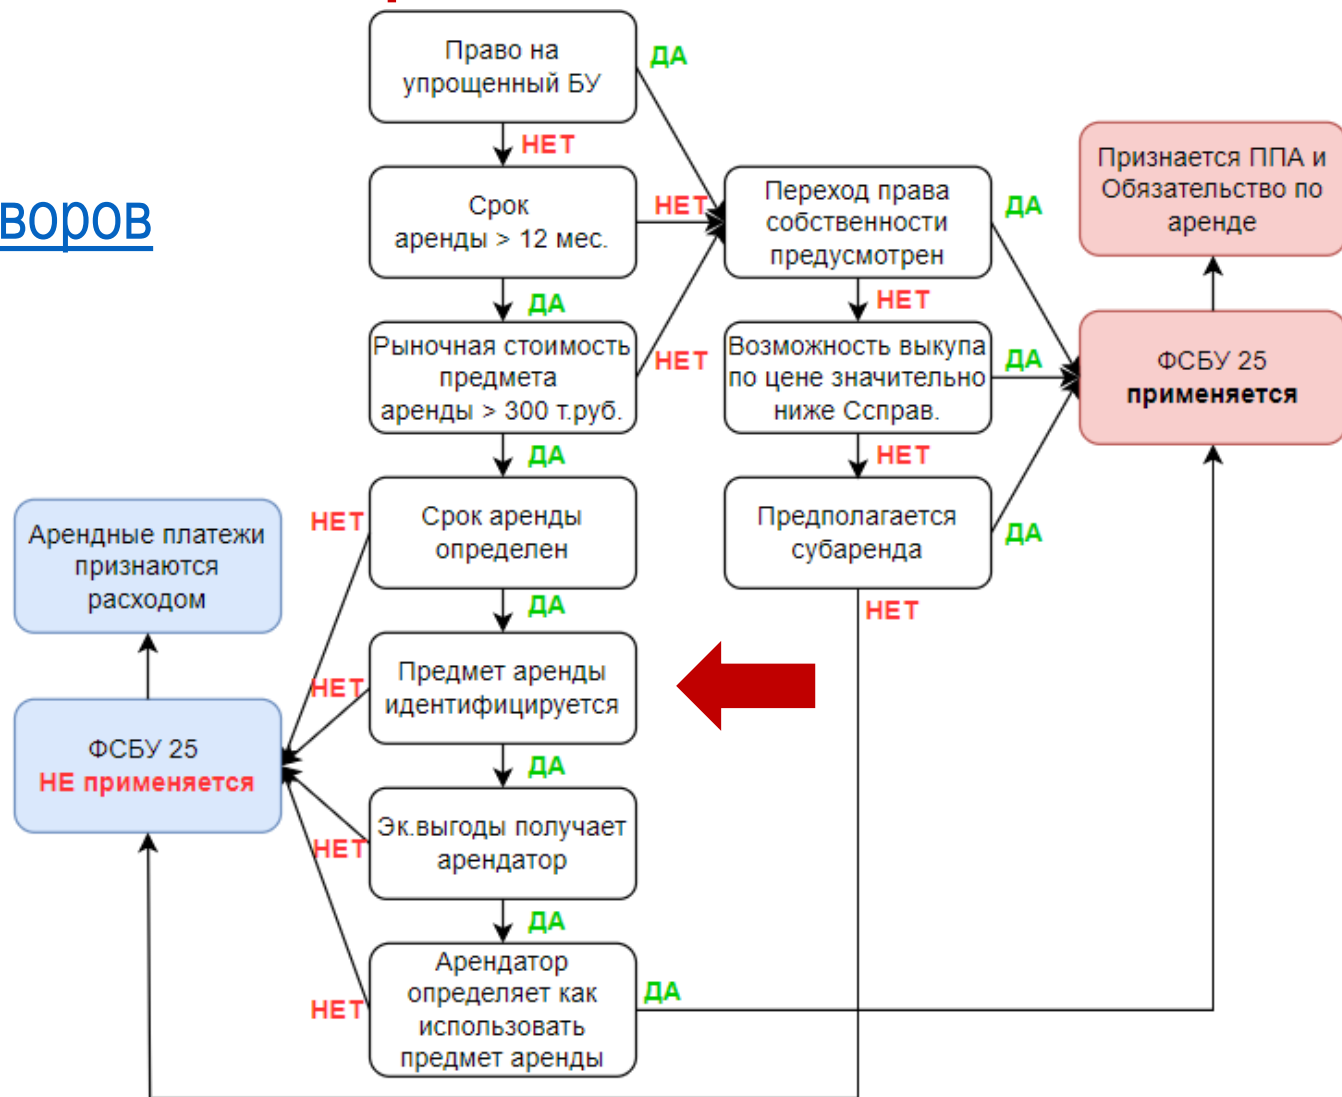 Право на
упрощенный БУ
ДА
НЕТ
воров
Срок
аренды > 12 мес.
НЕТ
Переход права
собственности
предусмотрен
ДА
Признается ППА и
Обязательство по
аренде
ДА
НЕТ
Рыночная стоимость
предмета
аренды > 300 т.руб.
НЕТ
Возможность выкупа
по цене значительно
ниже Ссправ.
ДА
ФСБУ 25
применяется
ДА
НЕТ
Арендные платежи
признаются
расходом
НЕТ
Срок аренды
определен
Предполагается
субаренда
ДА
ДА
НЕТ
НЕТ
Предмет аренды
идентифицируется
ФСБУ 25
НЕ применяется
ДА
НЕТ
Эк.выгоды получает
арендатор
ДА
НЕТ
Арендатор
определяет как
использовать
предмет аренды
ДА